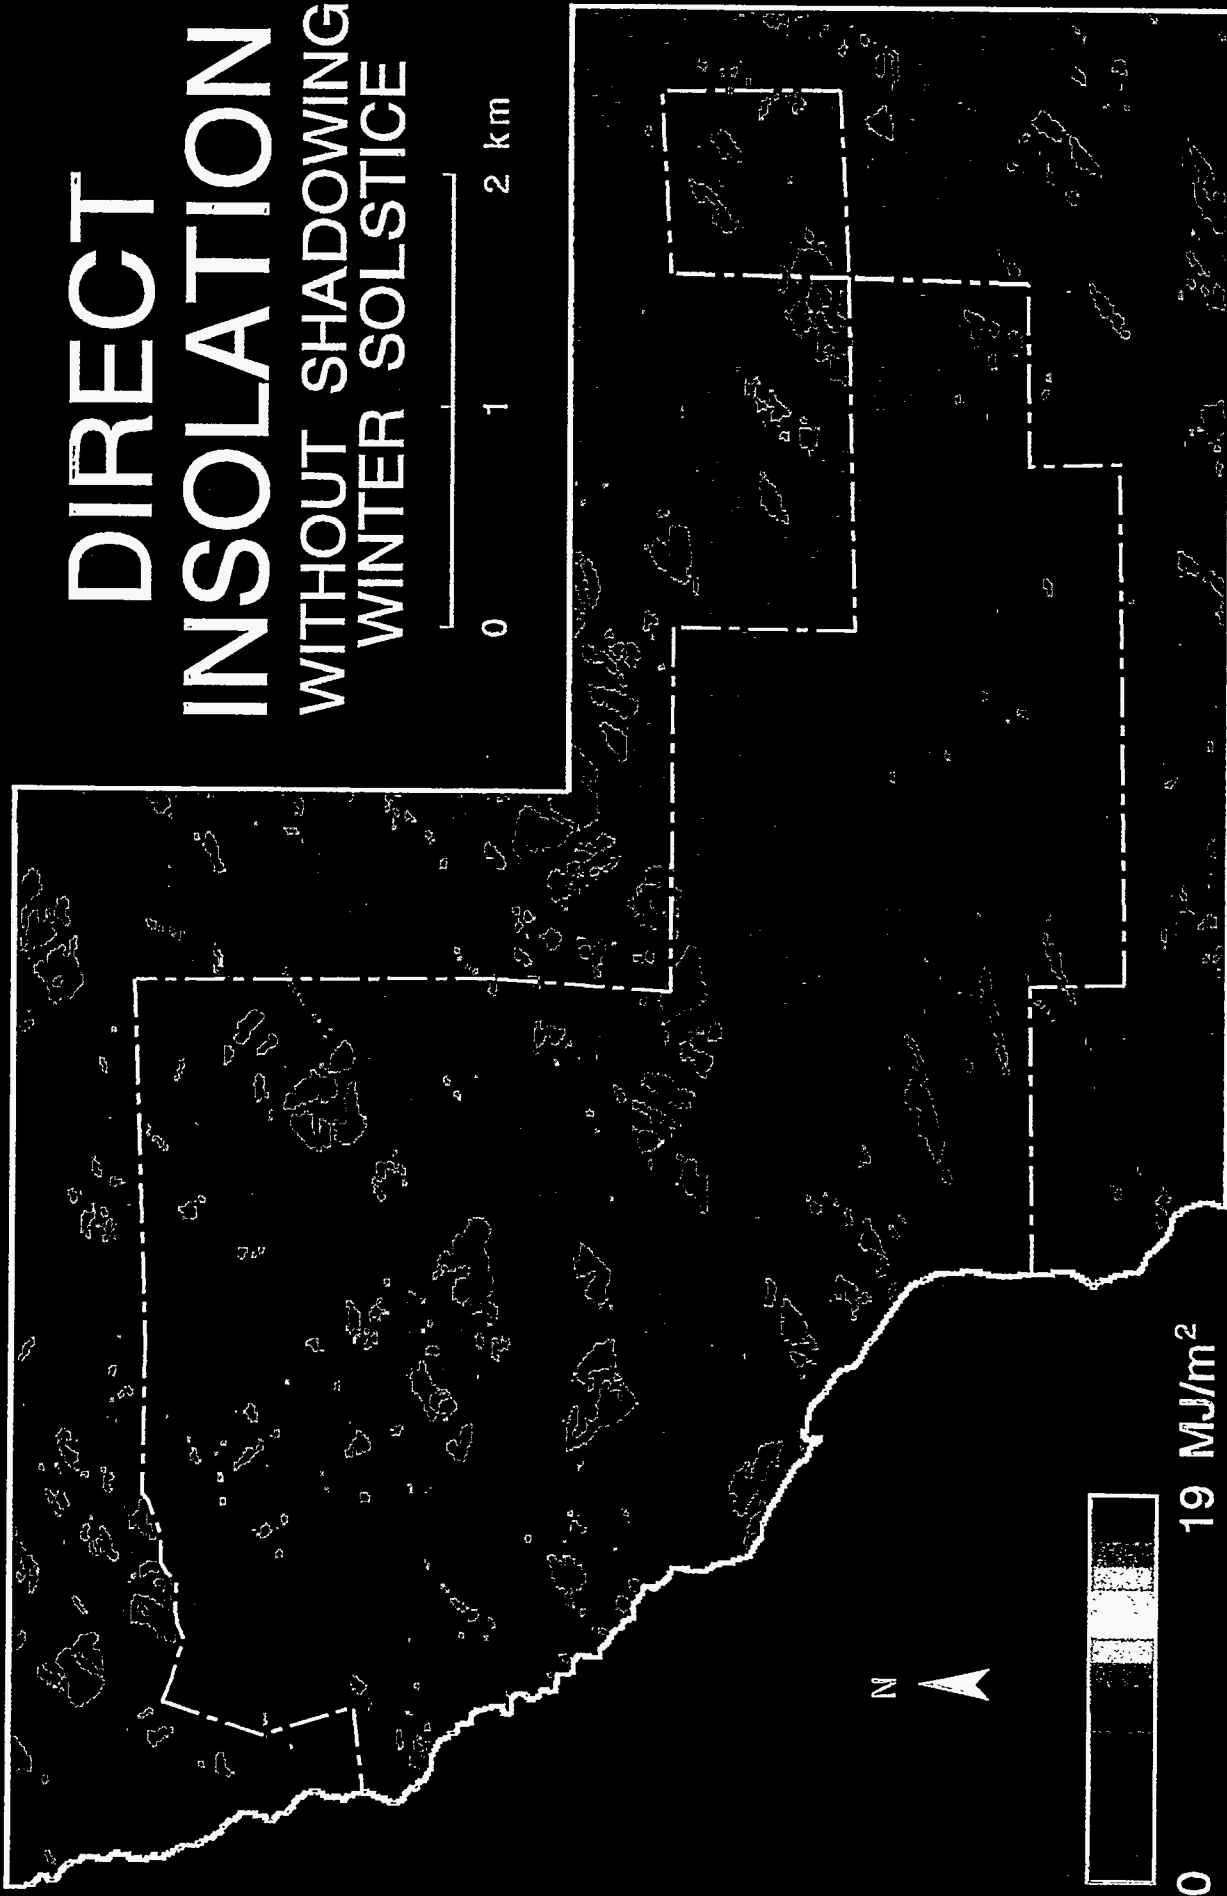 DIRECT
INSOLATION
WITHOUT SHADOWING
WINTER SOLSTICE
0 1 2 km
N
0 19 MJ/m²